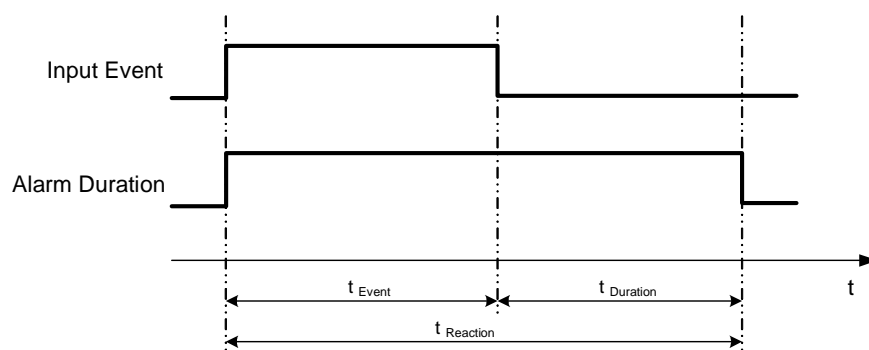 Input Event
Alarm Duration
t
t Event
t Duration
t Reaction